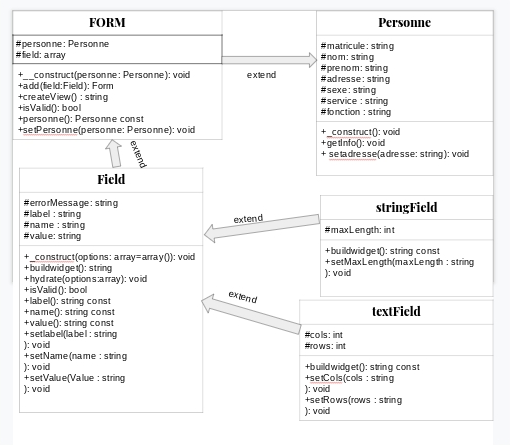 FORM
#personne: Personne
#field: array
+__construct(personne: Personne): void
+add(field:Field): Form
+createView() : string
+isValid(): bool
+personne(): Personne const
+setPersonne(personne: Personne): void
extend
Personne
#matricule: string
#nom: string
#prenom: string
#adresse: string
#sexe: string
#service : string
#fonction : string
+_construct(): void
+getInfo(): void
+ setadresse(adresse: string): void
extend
Field
#errorMessage: string
#label : string
#name : string
#value: string
+_construct(options: array=array()): void
+buildwidget(): string
+hydrate(options:array): void
+isValid(): bool
+label(): string const
+name(): string const
+value(): string const
+setlabel(label : string
): void
+setName(name : string
): void
+setValue(Value : string
): void
extend
stringField
#maxLength: int
+buildwidget(): string const
+setMaxLength(maxLength : string
): void
extend
textField
#cols: int
#rows: int
+buildwidget(): string const
+setCols(cols : string
): void
+setRows(rows : string
): void